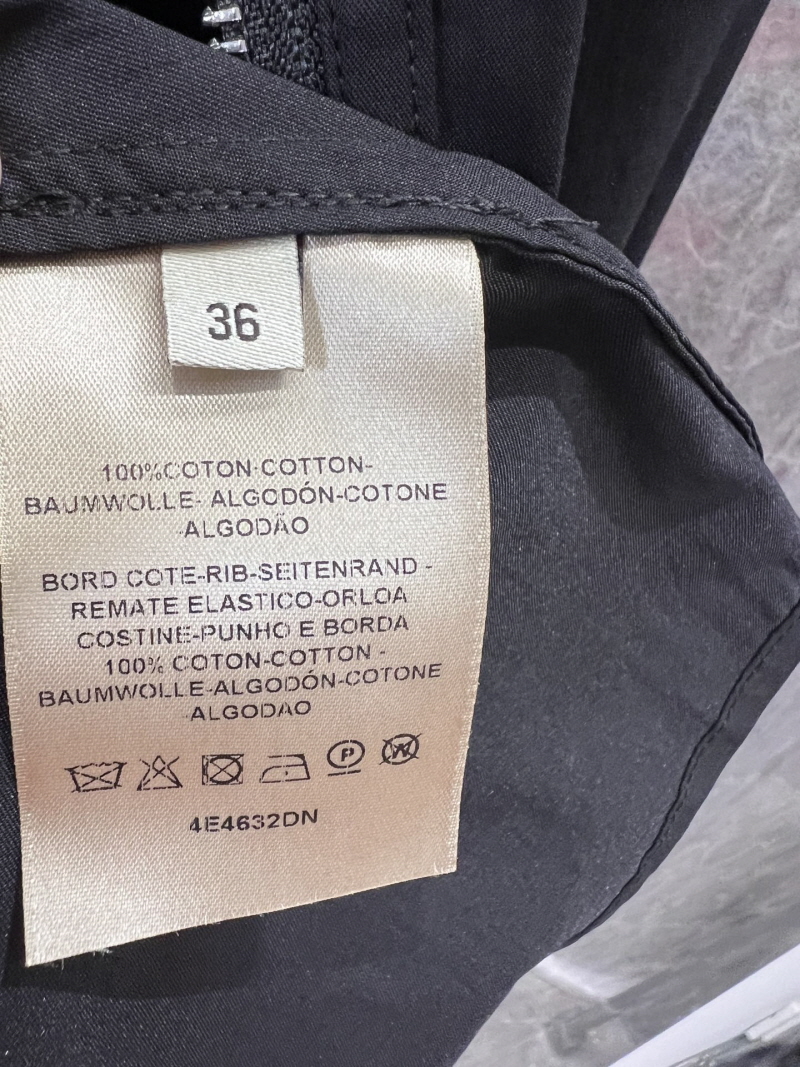 36
100%COTON-COTTON-
BAUMWOLLE- ALGODÓN-COTONE
-ALGODÃO
BORD COTE-RIB-SEITENRAND -
REMATE ELASTICO-ORLOA
COSTINE-PUNHO E BORDA
100% COTON-COTTON -
BAUMWOLLE-ALGODÓN-COTONE
-ALGODAO
P W
4E4632DN